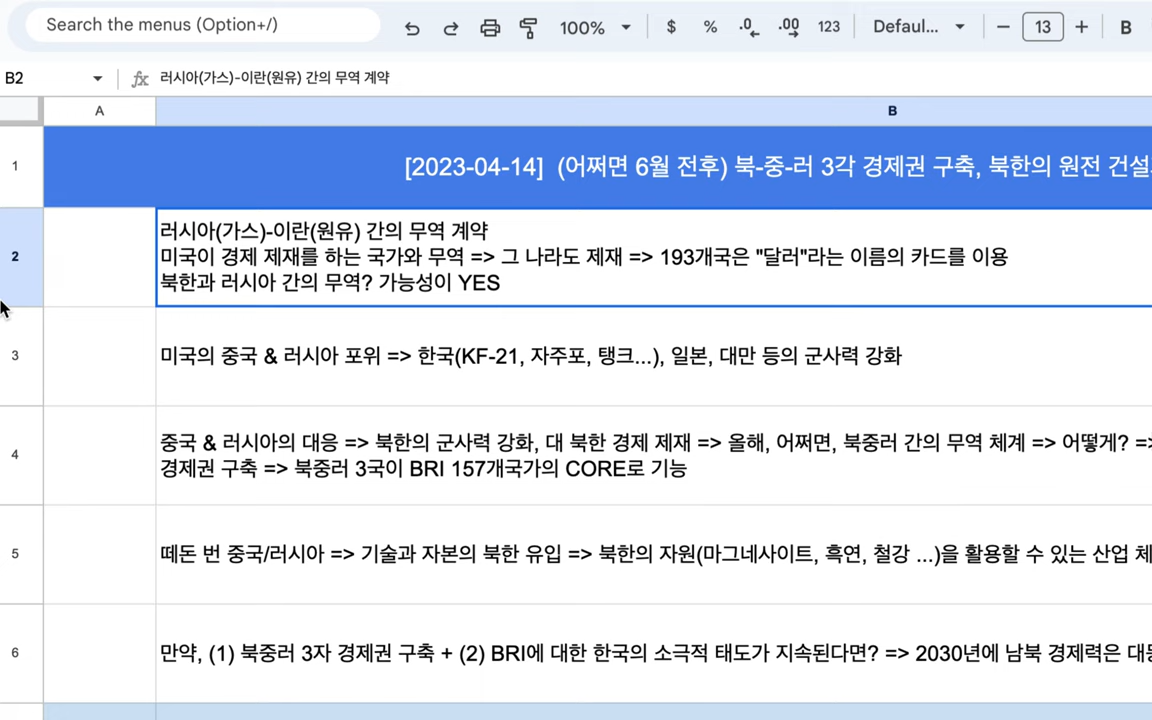 Search the menus (Option+/)
100%
$
%
.0
.00
123
Defaul...
13
B
B2
fx
러시아(가스)-이란(원유) 간의 무역 계약
A
B
1
[2023-04-14] (어쩌면 6월 전후) 북-중-러 3각 경제권 구축, 북한의 원전 건설
2
러시아(가스)-이란(원유) 간의 무역 계약
미국이 경제 제재를 하는 국가와 무역 => 그 나라도 제재 => 193개국은 "달러"라는 이름의 카드를 이용
북한과 러시아 간의 무역? 가능성이 YES
3
미국의 중국 & 러시아 포위 => 한국(KF-21, 자주포, 탱크...), 일본, 대만 등의 군사력 강화
4
중국 & 러시아의 대응 => 북한의 군사력 강화, 대 북한 경제 제재 => 올해, 어쩌면, 북중러 간의 무역 체계 => 어떻게? =>
경제권 구축 => 북중러 3국이 BRI 157개국가의 CORE로 기능
5
떼돈 번 중국/러시아 => 기술과 자본의 북한 유입 => 북한의 자원(마그네사이트, 흑연, 철강 ...)을 활용할 수 있는 산업 체
6
만약, (1) 북중러 3자 경제권 구축 + (2) BRI에 대한 한국의 소극적 태도가 지속된다면? => 2030년에 남북 경제력은